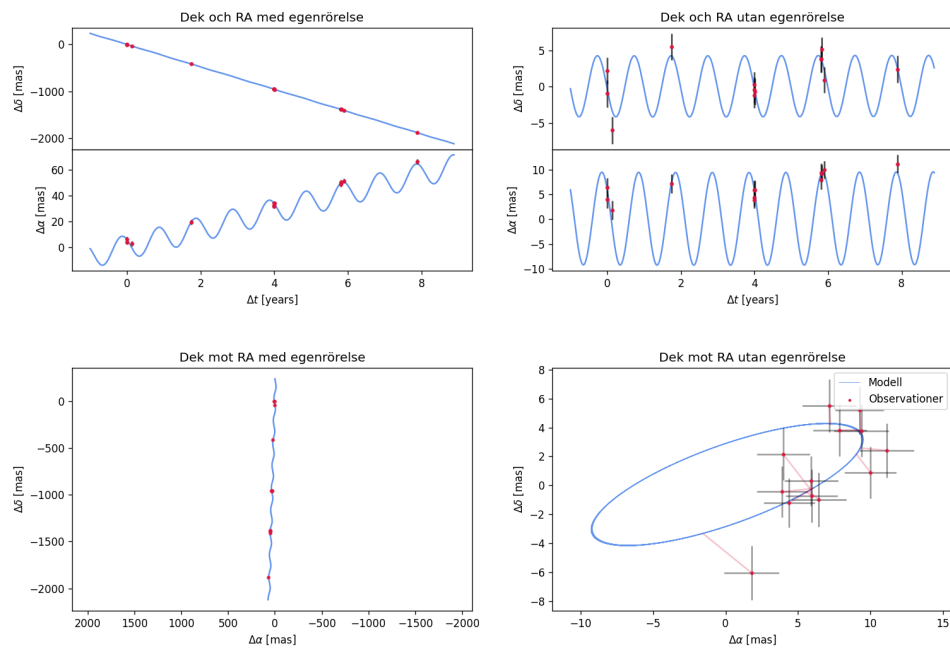 Dek och RA med egenrörelse
Δδ [mas]
0
−1000
−2000
Δα [mas]
60
40
20
0
0 2 4 6 8
Δt [years]
Dek och RA utan egenrörelse
Δδ [mas]
5
0
−5
Δα [mas]
10
5
0
−5
−10
0 2 4 6 8
Δt [years]
Dek mot RA med egenrörelse
Δδ [mas]
0
−500
−1000
−1500
−2000
2000 1500 1000 500 0 −500 −1000 −1500 −2000
Δα [mas]
Dek mot RA utan egenrörelse
Modell
Observationer
Δδ [mas]
8
6
4
2
0
−2
−4
−6
−8
−10 −5 0 5 10 15
Δα [mas]